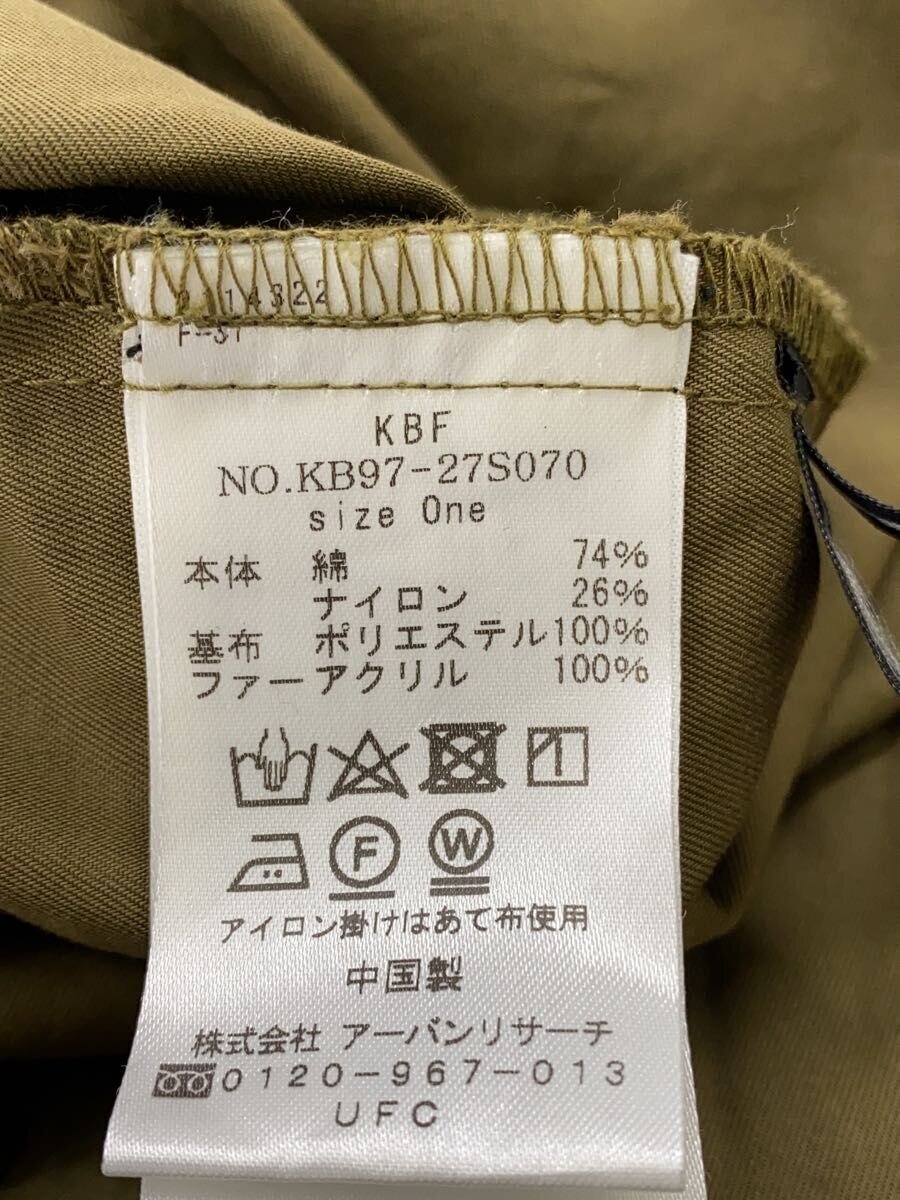 14322
KBF
NO.KB97-27S070
size One
本体 綿 74%
ナイロン 26%
基布 ポリエステル100%
ファーアクリル 100%
F W
アイロン掛けはあて布使用
中国製
株式会社 アーバンリサーチ
0120-967-013
UFC